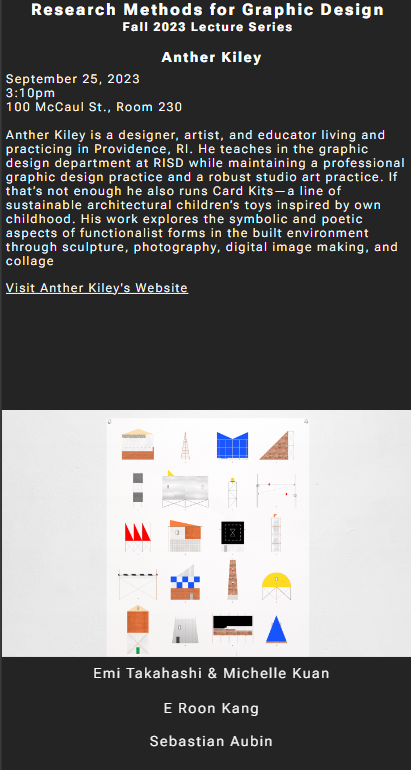 Research Methods for Graphic Design
Fall 2023 Lecture Series
Anther Kiley
September 25, 2023
3:10pm
100 McCaul St., Room 230
Anther Kiley is a designer, artist, and educator living and
practicing in Providence, RI. He teaches in the graphic
design department at RISD while maintaining a professional
graphic design practice and a robust studio art practice. If
that's not enough he also runs Card Kits—a line of
sustainable architectural children's toys inspired by own
childhood. His work explores the symbolic and poetic
aspects of functionalist forms in the built environment
through sculpture, photography, digital image making, and
collage
Visit Anther Kiley's Website
Emi Takahashi & Michelle Kuan
E Roon Kang
Sebastian Aubin